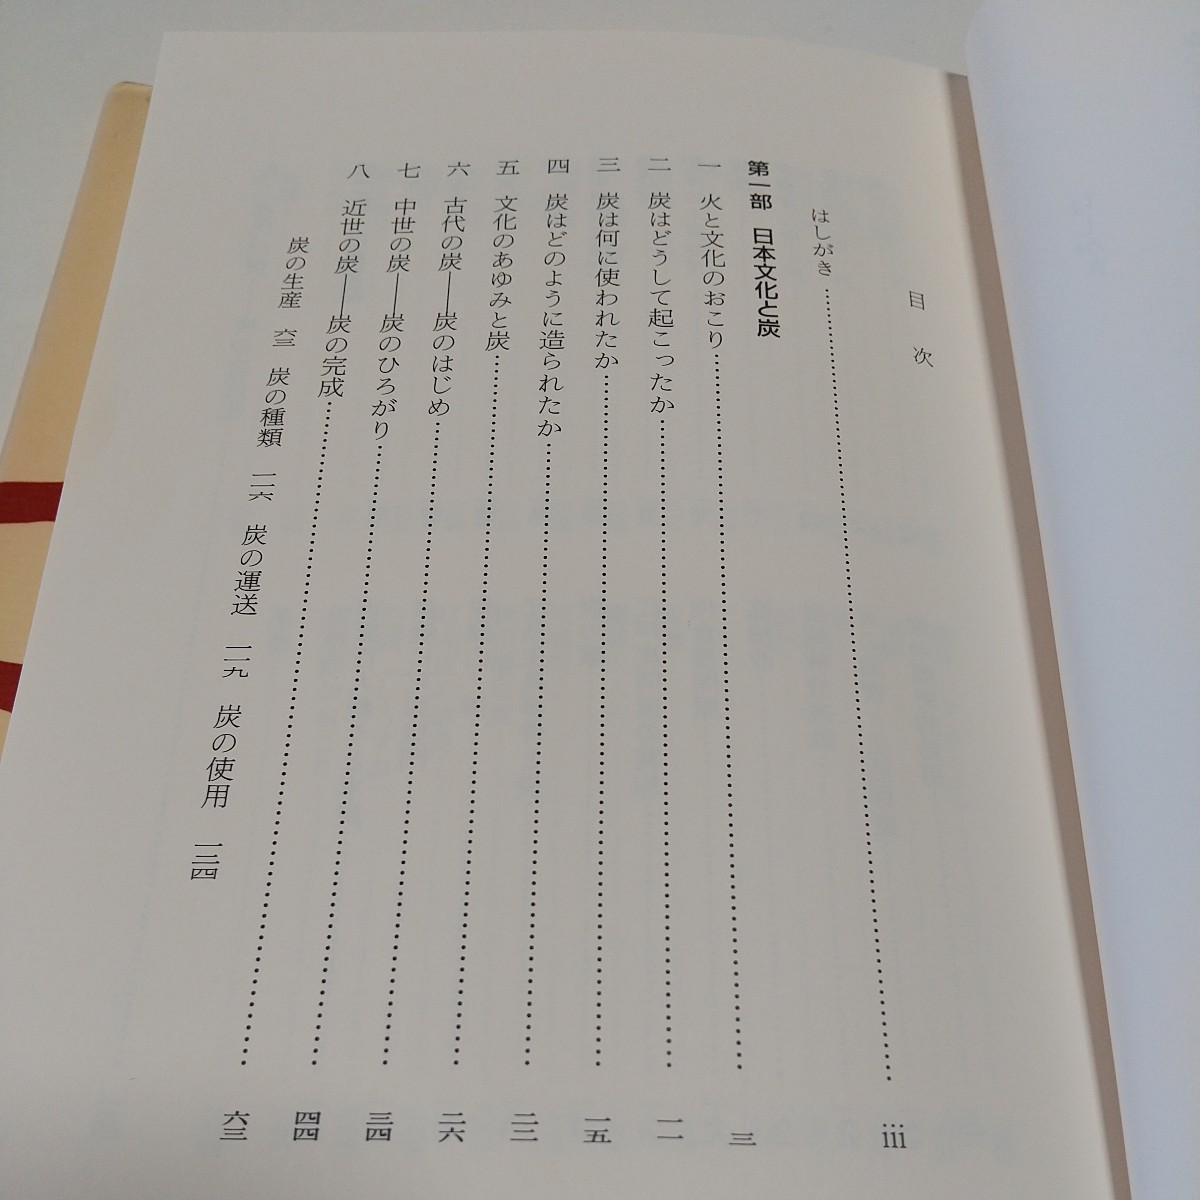 目次
はしがき……iii
第一部　日本文化と炭
一　火と文化のおこり……三
二　炭はどうして起こったか……一一
三　炭は何に使われたか……一五
四　炭はどのように造られたか……二二
五　文化のあゆみと炭……二六
六　古代の炭――炭のはじめ……三四
七　中世の炭――炭のひろがり……四四
八　近世の炭――炭の完成……六三
炭の生産　六三　炭の種類　一一六　炭の運送　一一九　炭の使用　一二四